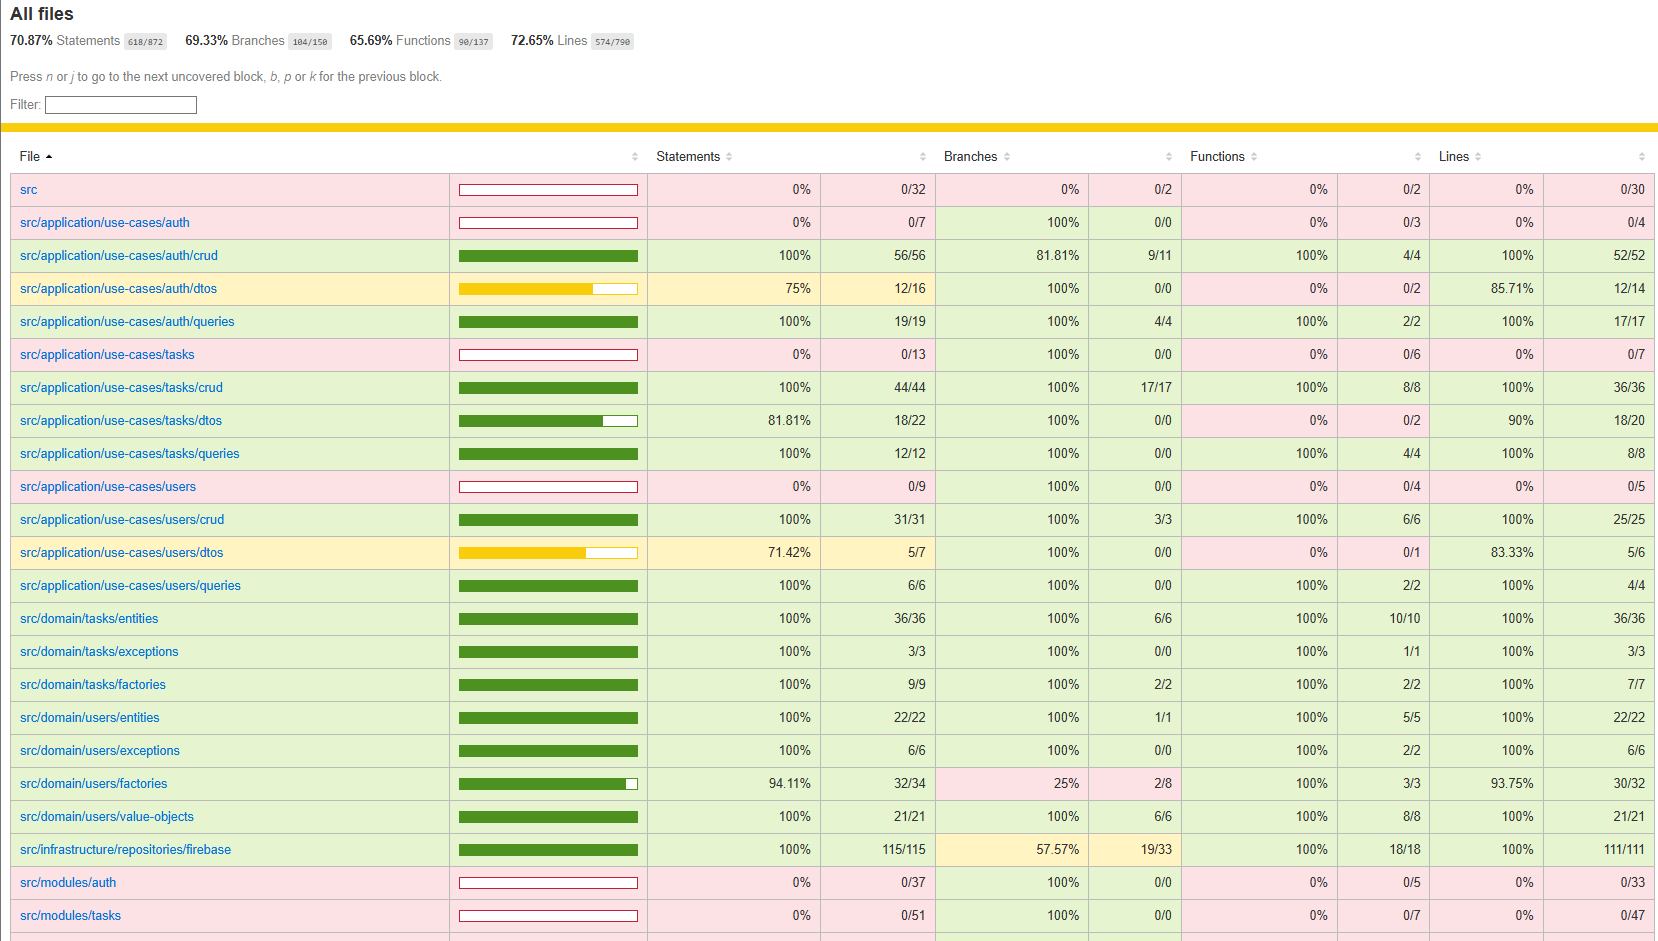 All files
70.87% Statements 618/872 69.33% Branches 104/150 65.69% Functions 90/137 72.65% Lines 574/790
Press n or j to go to the next uncovered block, b, p or k for the previous block.
Filter:
File Statements Branches Functions Lines
src 0% 0/32 0% 0/2 0% 0/2 0% 0/30
src/application/use-cases/auth 0% 0/7 100% 0/0 0% 0/3 0% 0/4
src/application/use-cases/auth/crud 100% 56/56 81.81% 9/11 100% 4/4 100% 52/52
src/application/use-cases/auth/dtos 75% 12/16 100% 0/0 0% 0/2 85.71% 12/14
src/application/use-cases/auth/queries 100% 19/19 100% 4/4 100% 2/2 100% 17/17
src/application/use-cases/tasks 0% 0/13 100% 0/0 0% 0/6 0% 0/7
src/application/use-cases/tasks/crud 100% 44/44 100% 17/17 100% 8/8 100% 36/36
src/application/use-cases/tasks/dtos 81.81% 18/22 100% 0/0 0% 0/2 90% 18/20
src/application/use-cases/tasks/queries 100% 12/12 100% 0/0 100% 4/4 100% 8/8
src/application/use-cases/users 0% 0/9 100% 0/0 0% 0/4 0% 0/5
src/application/use-cases/users/crud 100% 31/31 100% 3/3 100% 6/6 100% 25/25
src/application/use-cases/users/dtos 71.42% 5/7 100% 0/0 0% 0/1 83.33% 5/6
src/application/use-cases/users/queries 100% 6/6 100% 0/0 100% 2/2 100% 4/4
src/domain/tasks/entities 100% 36/36 100% 6/6 100% 10/10 100% 36/36
src/domain/tasks/exceptions 100% 3/3 100% 0/0 100% 1/1 100% 3/3
src/domain/tasks/factories 100% 9/9 100% 2/2 100% 2/2 100% 7/7
src/domain/users/entities 100% 22/22 100% 1/1 100% 5/5 100% 22/22
src/domain/users/exceptions 100% 6/6 100% 0/0 100% 2/2 100% 6/6
src/domain/users/factories 94.11% 32/34 25% 2/8 100% 3/3 93.75% 30/32
src/domain/users/value-objects 100% 21/21 100% 6/6 100% 8/8 100% 21/21
src/infrastructure/repositories/firebase 100% 115/115 57.57% 19/33 100% 18/18 100% 111/111
src/modules/auth 0% 0/37 100% 0/0 0% 0/5 0% 0/33
src/modules/tasks 0% 0/51 100% 0/0 0% 0/7 0% 0/47